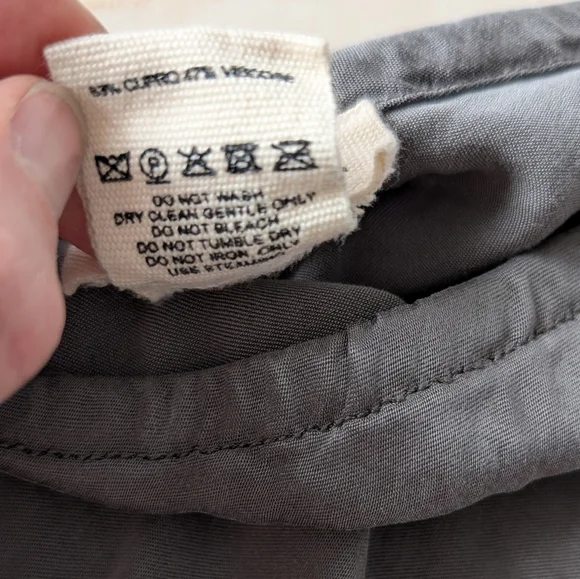 53% CUPRO 47% VISCOSE
P
DO NOT WASH
DRY CLEAN GENTLE ONLY
DO NOT BLEACH
DO NOT TUMBLE DRY
DO NOT IRON, ONLY
USE STEAMING